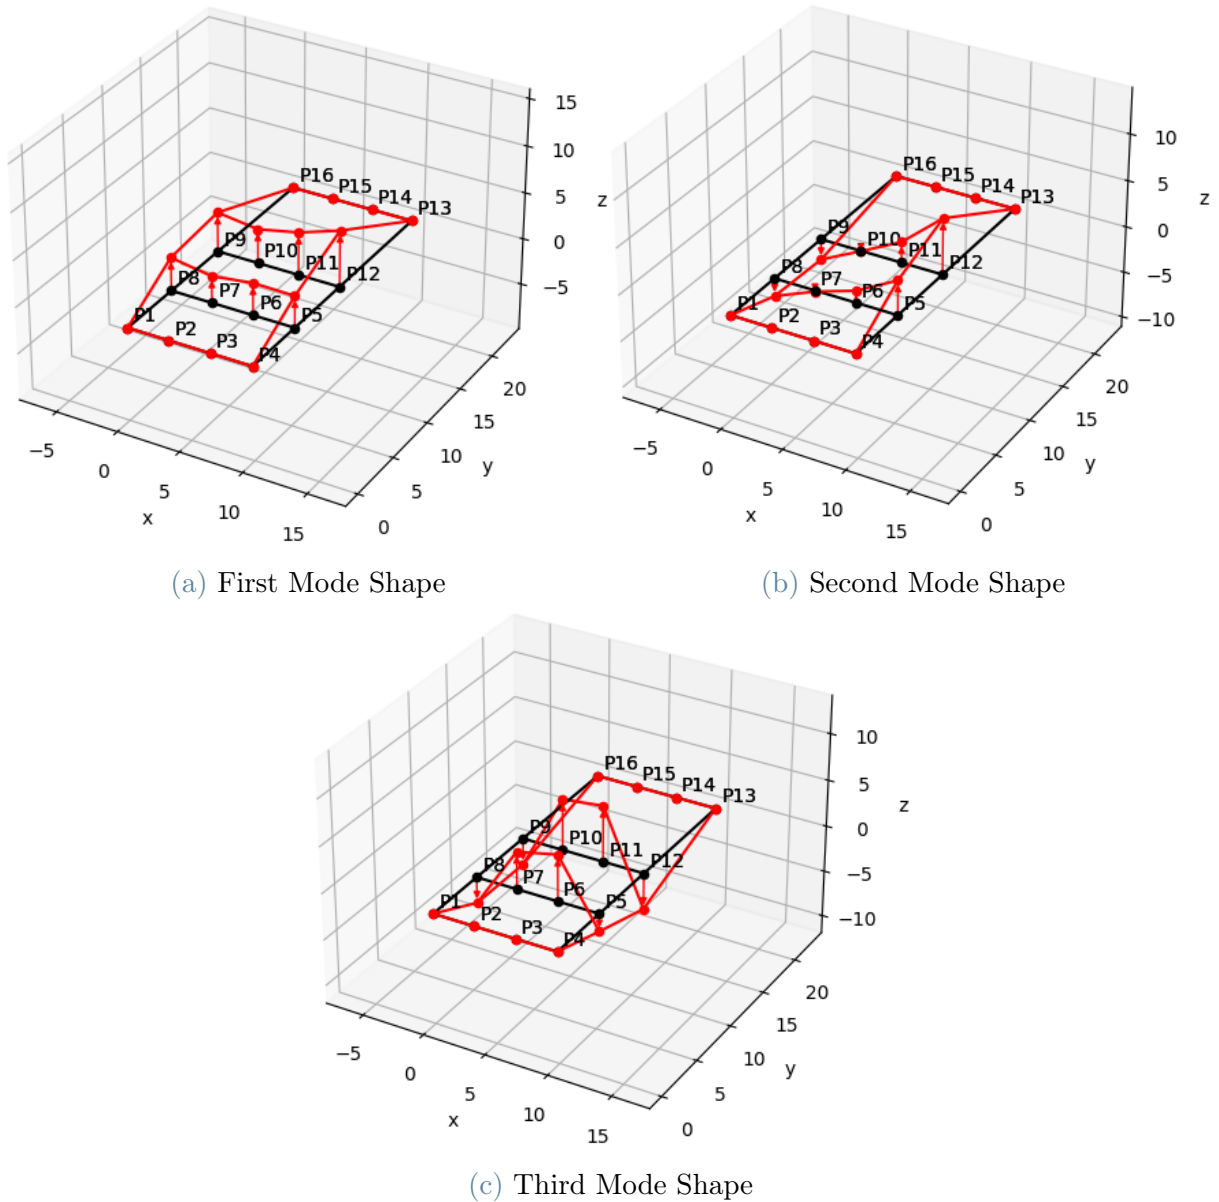 15
10
5
0
−5
z
P16
P15
P14
P13
P9
P10
P11
P12
P8
P7
P6
P5
P1
P2
P3
P4
−5
0
5
10
15
x
0
5
10
15
20
y
(a) First Mode Shape
10
5
0
−5
−10
z
P16
P15
P14
P13
P9
P10
P11
P12
P8
P7
P6
P5
P1
P2
P3
P4
−5
0
5
10
15
x
0
5
10
15
20
y
(b) Second Mode Shape
10
5
0
−5
−10
z
P16
P15
P14
P13
P9
P10
P11
P12
P8
P7
P6
P5
P1
P2
P3
P4
−5
0
5
10
15
x
0
5
10
15
20
y
(c) Third Mode Shape